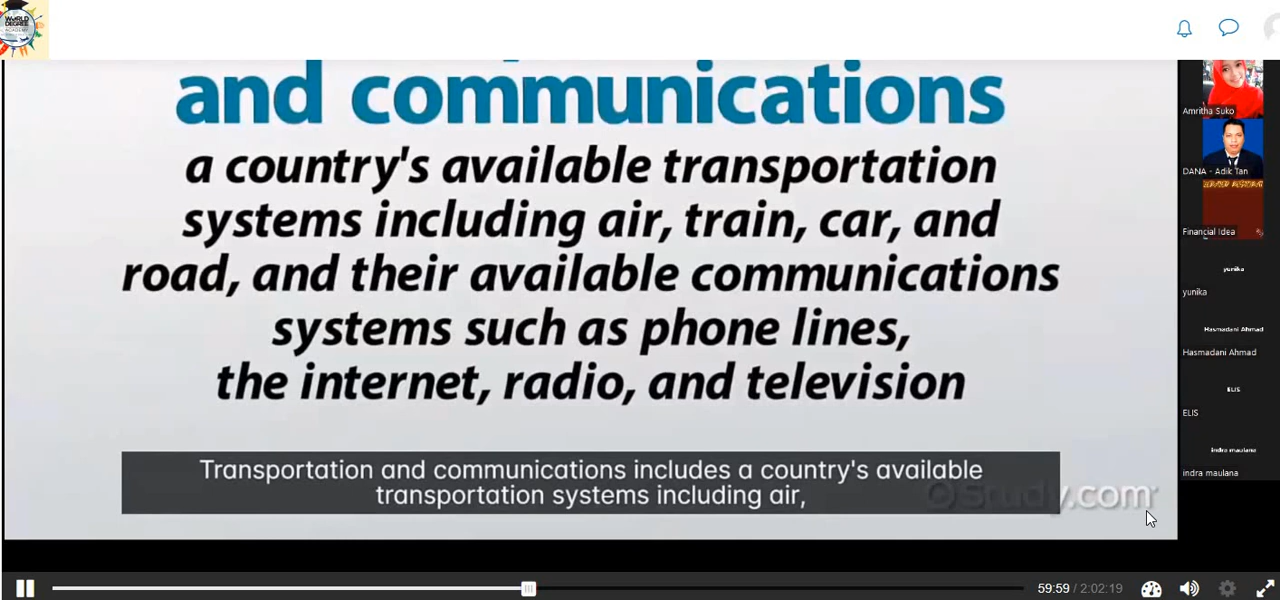 WORLD
DEGREE
ACADEMY
and communications
a country's available transportation
systems including air, train, car, and
road, and their available communications
systems such as phone lines,
the internet, radio, and television
Transportation and communications includes a country's available
transportation systems including air,
Study.com
Amritha Suko
DANA - Adik Tan
Financial Idea
yunika
yunika
Hasmadani Ahmad
Hasmadani Ahmad
ELIS
ELIS
indra maulana
indra maulana
59:59 / 2:02:19